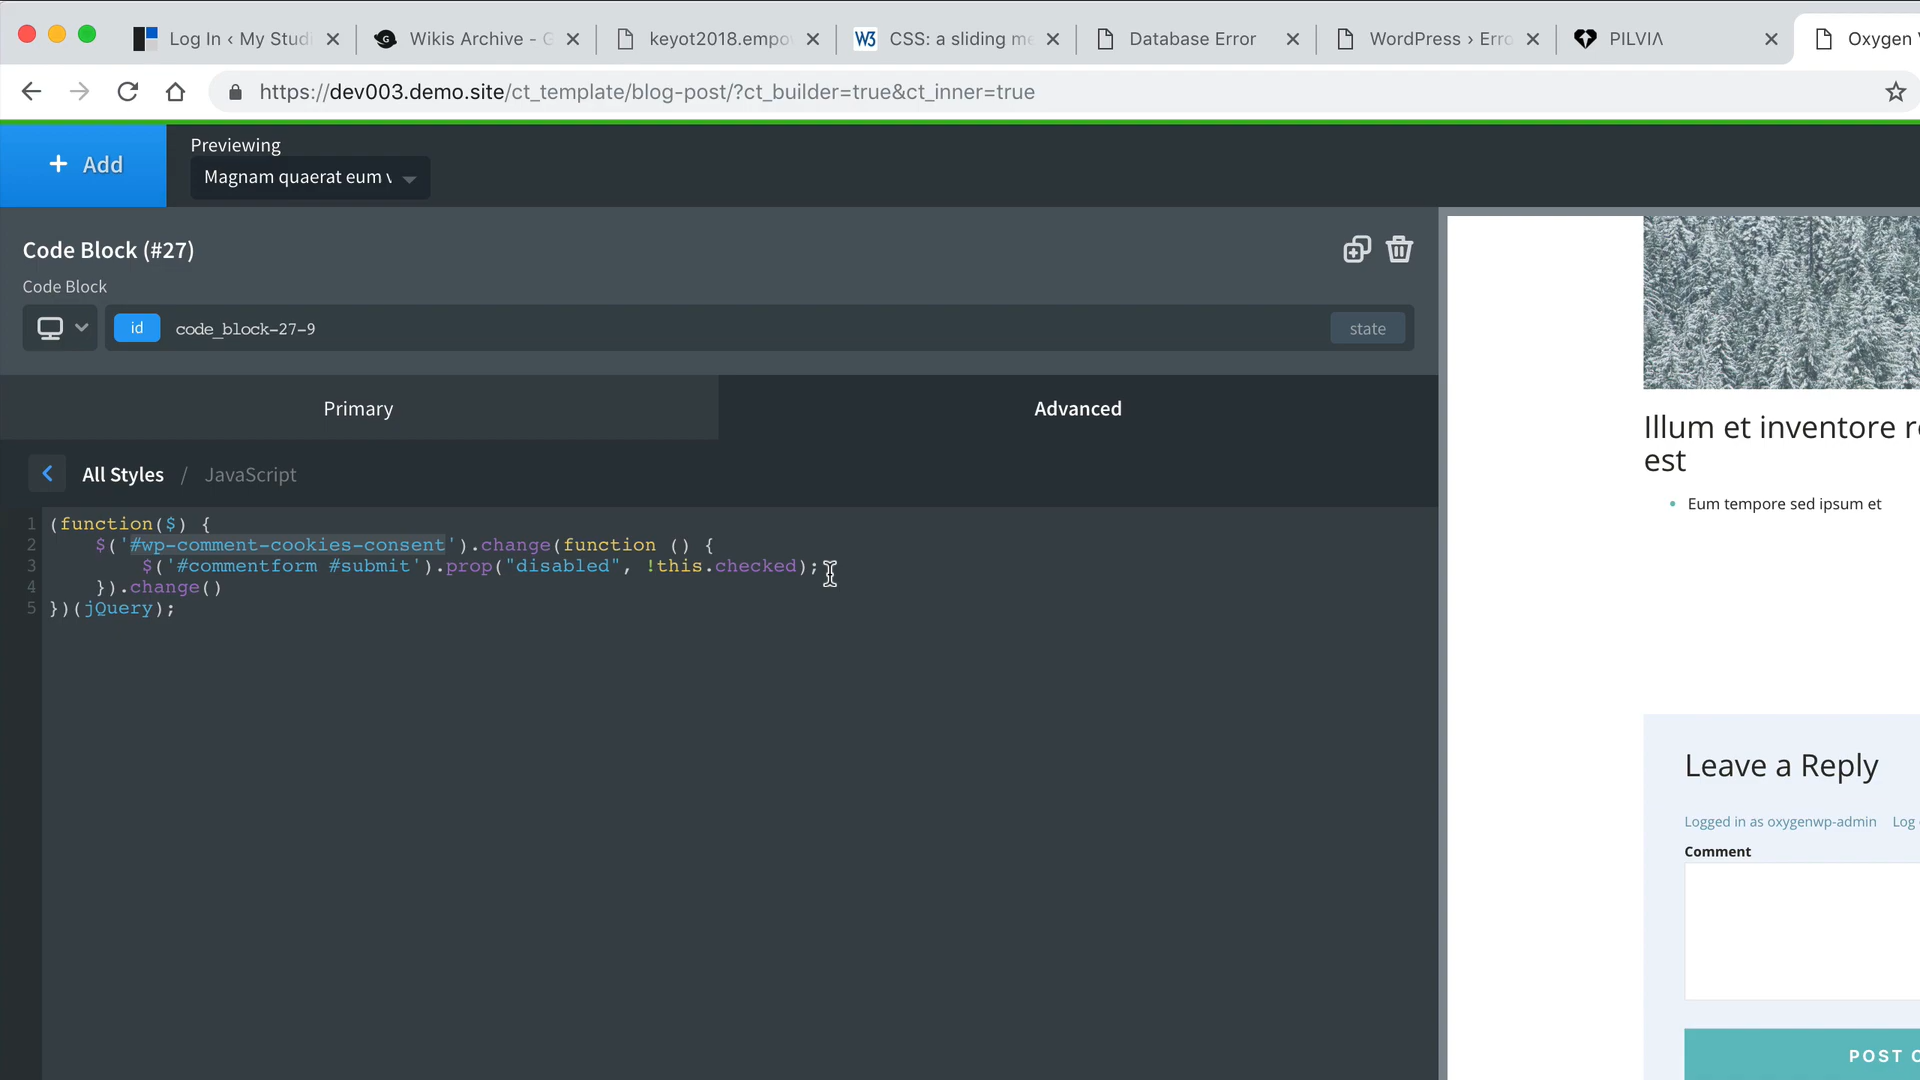 Log In ‹ My Studi
Wikis Archive - G
keyot2018.empow
W3 CSS: a sliding me
Database Error
WordPress › Erro
PILVIA
Oxygen
https://dev003.demo.site/ct_template/blog-post/?ct_builder=true&ct_inner=true
+ Add
Previewing
Magnam quaerat eum v
Code Block (#27)
Code Block
id code_block-27-9 state
Primary
Advanced
All Styles / JavaScript
1 (function($) {
2 $('#wp-comment-cookies-consent').change(function () {
3 $('#commentform #submit').prop("disabled", !this.checked);
4 }).change()
5 })(jQuery);
Illum et inventore r
est
• Eum tempore sed ipsum et
Leave a Reply
Logged in as oxygenwp-admin Log
Comment
POST